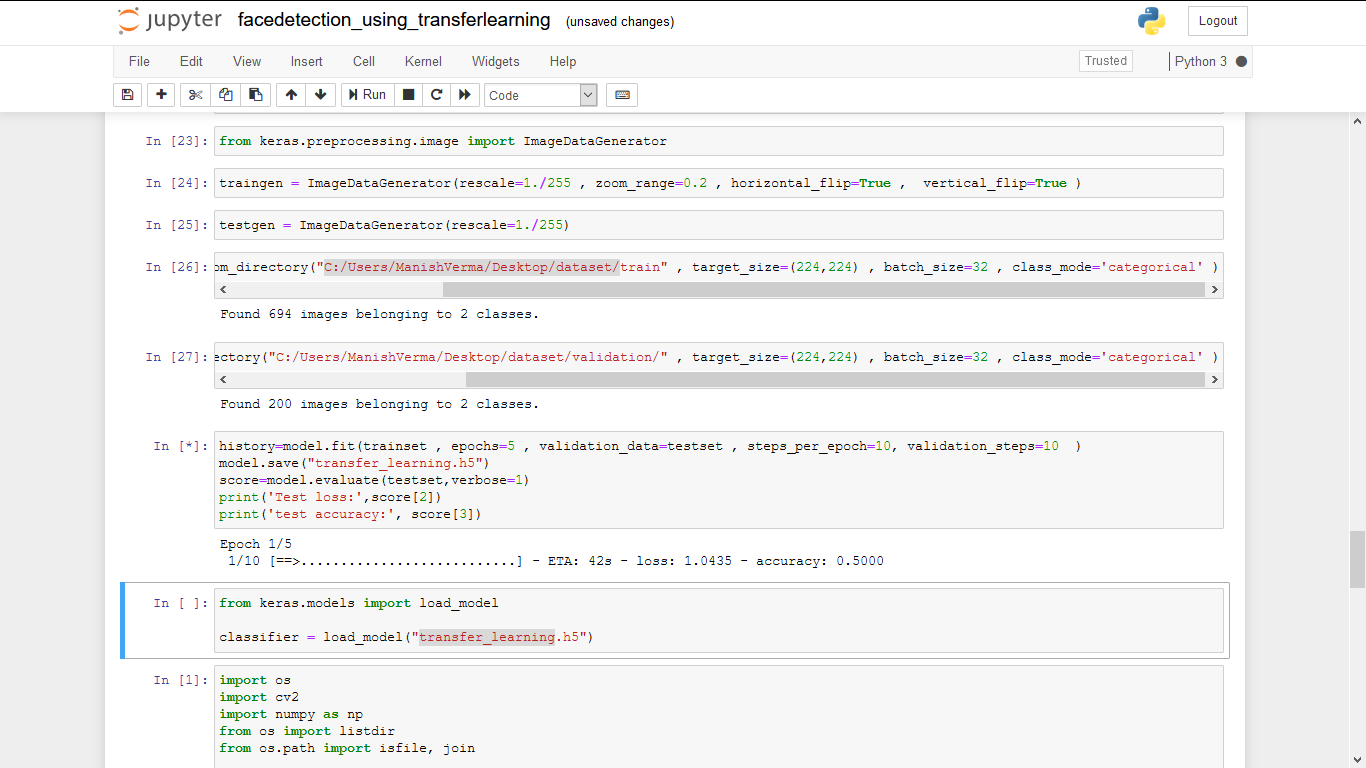 jupyter facedetection_using_transferlearning (unsaved changes) Logout
File Edit View Insert Cell Kernel Widgets Help Trusted Python 3
Run Code
In [23]: from keras.preprocessing.image import ImageDataGenerator
In [24]: traingen = ImageDataGenerator(rescale=1./255 , zoom_range=0.2 , horizontal_flip=True ,  vertical_flip=True )
In [25]: testgen = ImageDataGenerator(rescale=1./255)
In [26]: om_directory("C:/Users/ManishVerma/Desktop/dataset/train" , target_size=(224,224) , batch_size=32 , class_mode='categorical' )
Found 694 images belonging to 2 classes.
In [27]: ectory("C:/Users/ManishVerma/Desktop/dataset/validation/" , target_size=(224,224) , batch_size=32 , class_mode='categorical' )
Found 200 images belonging to 2 classes.
In [*]: history=model.fit(trainset , epochs=5 , validation_data=testset , steps_per_epoch=10, validation_steps=10  )
model.save("transfer_learning.h5")
score=model.evaluate(testset,verbose=1)
print('Test loss:',score[2])
print('test accuracy:', score[3])
Epoch 1/5
1/10 [==>...........................] - ETA: 42s - loss: 1.0435 - accuracy: 0.5000
In [ ]: from keras.models import load_model
classifier = load_model("transfer_learning.h5")
In [1]: import os
import cv2
import numpy as np
from os import listdir
from os.path import isfile, join